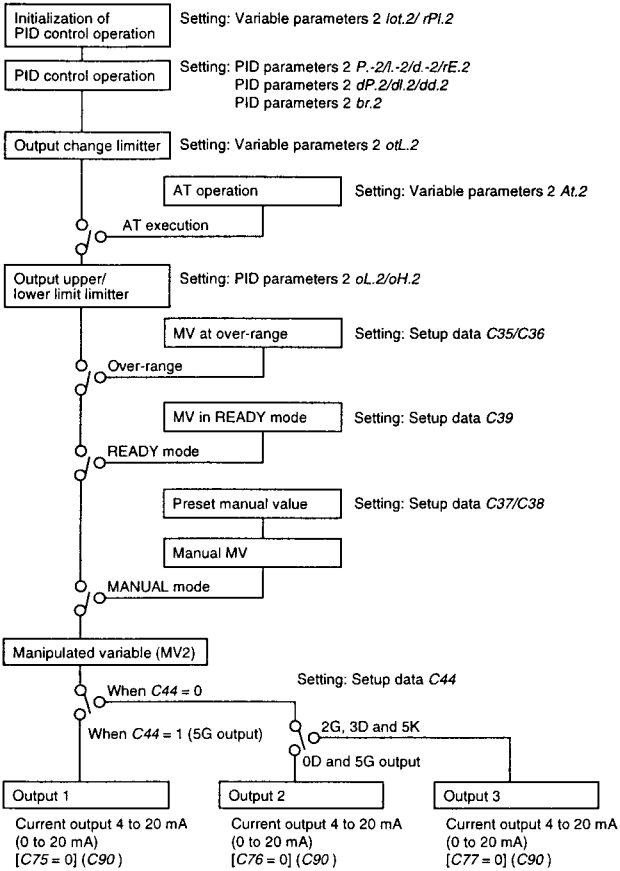 Initialization of
PID control operation
Setting: Variable parameters 2 Iot.2/ rPI.2
PID control operation
Setting: PID parameters 2 P.-2/I.-2/d.-2/rE.2
PID parameters 2 dP.2/dI.2/dd.2
PID parameters 2 br.2
Output change limitter
Setting: Variable parameters 2 otL.2
AT operation
Setting: Variable parameters 2 At.2
AT execution
Output upper/
lower limit limitter
Setting: PID parameters 2 oL.2/oH.2
MV at over-range
Setting: Setup data C35/C36
Over-range
MV in READY mode
Setting: Setup data C39
READY mode
Preset manual value
Setting: Setup data C37/C38
Manual MV
MANUAL mode
Manipulated variable (MV2)
Setting: Setup data C44
When C44 = 0
2G, 3D and 5K
When C44 = 1 (5G output)
0D and 5G output
Output 1
Output 2
Output 3
Current output 4 to 20 mA
(0 to 20 mA)
[C75 = 0] (C90)
Current output 4 to 20 mA
(0 to 20 mA)
[C76 = 0] (C90)
Current output 4 to 20 mA
(0 to 20 mA)
[C77 = 0] (C90)